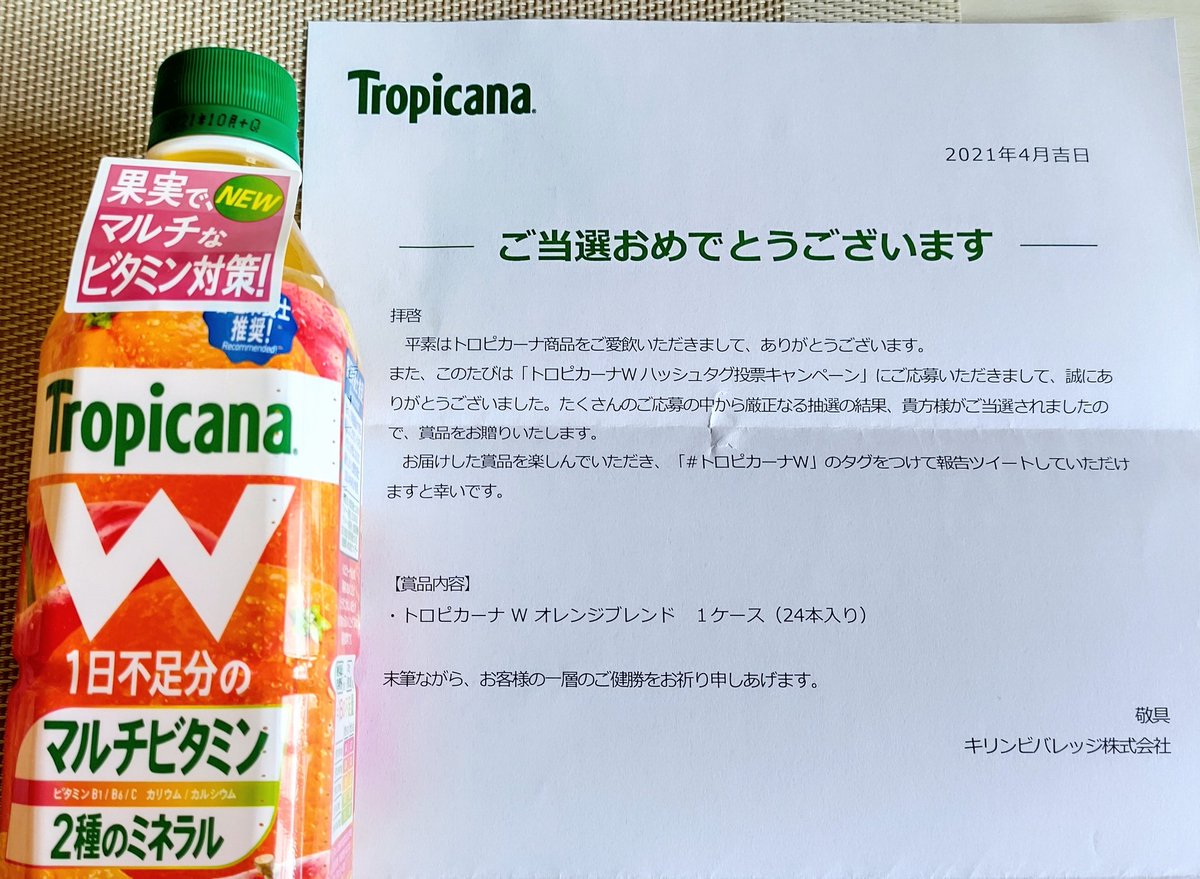 21年10月+Q
果実で、
NEW
マルチな
ビタミン対策!
推奨!
Recommended!
Tropicana
W
1日不足分の
マルチビタミン
ビタミン B1 / B6 / C カリウム / カルシウム
2種のミネラル
Tropicana
2021年4月吉日
ご当選おめでとうございます
拝啓
平素はトロピカーナ商品をご愛飲いただきまして、ありがとうございます。
また、このたびは「トロピカーナW ハッシュタグ投票キャンペーン」にご応募いただきまして、誠にあ
りがとうございました。たくさんのご応募の中から厳正なる抽選の結果、貴方様がご当選されましたの
で、賞品をお贈りいたします。
お届けした賞品を楽しんでいただき、「#トロピカーナW」のタグをつけて報告ツイートしていただけ
ますと幸いです。
【賞品内容】
・トロピカーナ W オレンジブレンド 1ケース(24本入り)
末筆ながら、お客様の一層のご健勝をお祈り申しあげます。
敬具
キリンビバレッジ株式会社